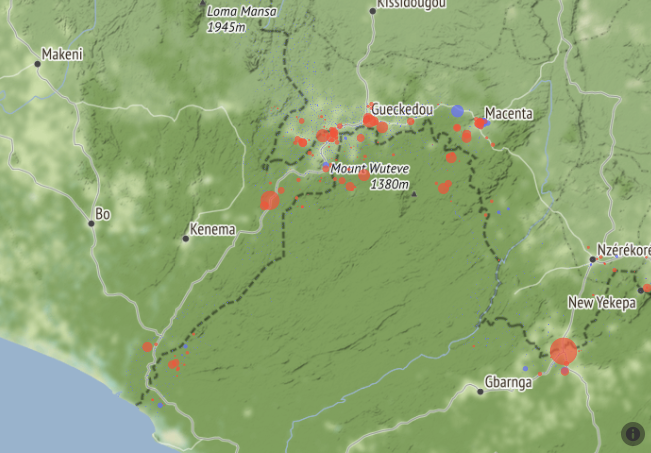 Kissidougou
Loma Mansa
1945m
Makeni
Gueckedou
Macenta
Mount Wuteve
1380m
Bo
Kenema
Nzérékoré
New Yekepa
Gbarnga